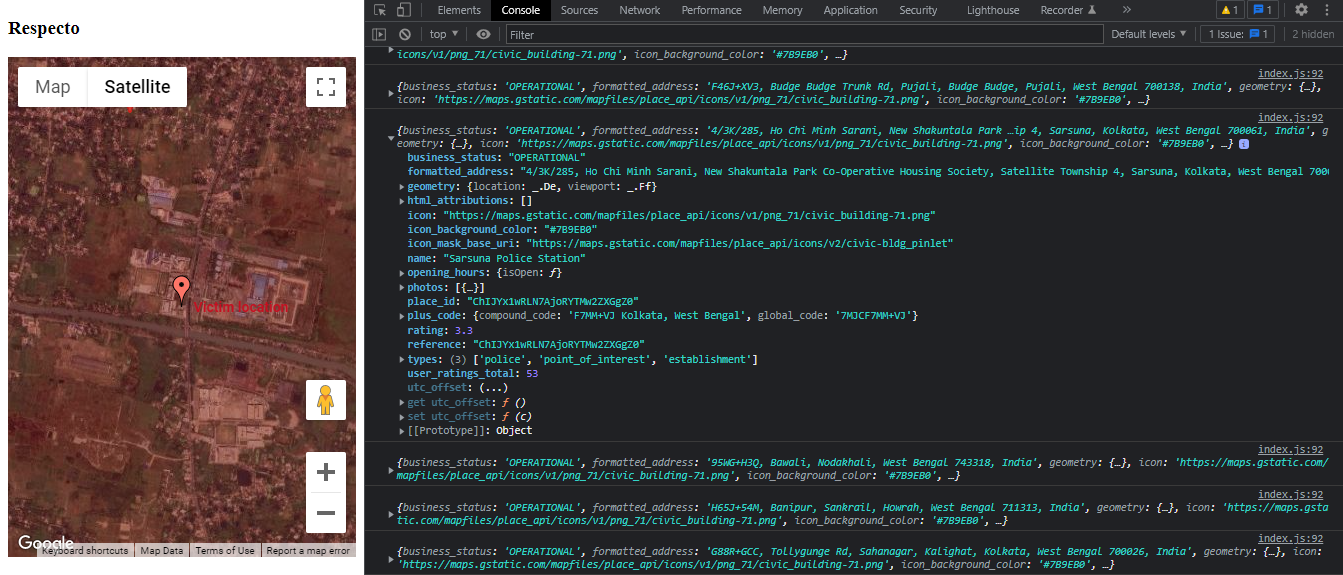 Respecto
Map
Satellite
Victim location
Google
Keyboard shortcuts
Map Data
Terms of Use
Report a map error
Elements
Console
Sources
Network
Performance
Memory
Application
Security
Lighthouse
Recorder
»
1
1
top
Filter
Default levels
1 Issue:
1
2 hidden
icons/v1/png_71/civic_building-71.png', icon_background_color: '#7B9EB0', …}
index.js:92
{business_status: 'OPERATIONAL', formatted_address: 'F46J+XV3, Budge Budge Trunk Rd, Pujali, Budge Budge, Pujali, West Bengal 700138, India', geometry: {…},
icon: 'https://maps.gstatic.com/mapfiles/place_api/icons/v1/png_71/civic_building-71.png', icon_background_color: '#7B9EB0', …}
index.js:92
{business_status: 'OPERATIONAL', formatted_address: '4/3K/285, Ho Chi Minh Sarani, New Shakuntala Park …ip 4, Sarsuna, Kolkata, West Bengal 700061, India', g
eometry: {…}, icon: 'https://maps.gstatic.com/mapfiles/place_api/icons/v1/png_71/civic_building-71.png', icon_background_color: '#7B9EB0', …} i
business_status: "OPERATIONAL"
formatted_address: "4/3K/285, Ho Chi Minh Sarani, New Shakuntala Park Co-Operative Housing Society, Satellite Township 4, Sarsuna, Kolkata, West Bengal 700
geometry: {location: _.De, viewport: _.Ff}
html_attributions: []
icon: "https://maps.gstatic.com/mapfiles/place_api/icons/v1/png_71/civic_building-71.png"
icon_background_color: "#7B9EB0"
icon_mask_base_uri: "https://maps.gstatic.com/mapfiles/place_api/icons/v2/civic-bldg_pinlet"
name: "Sarsuna Police Station"
opening_hours: {isOpen: ƒ}
photos: [{…}]
place_id: "ChIJYx1wRLN7AjoRYTMw2ZXGgZ0"
plus_code: {compound_code: 'F7MM+VJ Kolkata, West Bengal', global_code: '7MJCF7MM+VJ'}
rating: 3.3
reference: "ChIJYx1wRLN7AjoRYTMw2ZXGgZ0"
types: (3) ['police', 'point_of_interest', 'establishment']
user_ratings_total: 53
utc_offset: (...)
get utc_offset: ƒ ()
set utc_offset: ƒ (c)
[[Prototype]]: Object
index.js:92
{business_status: 'OPERATIONAL', formatted_address: '95WG+H3Q, Bawali, Nodakhali, West Bengal 743318, India', geometry: {…}, icon: 'https://maps.gstatic.com/
mapfiles/place_api/icons/v1/png_71/civic_building-71.png', icon_background_color: '#7B9EB0', …}
index.js:92
{business_status: 'OPERATIONAL', formatted_address: 'H65J+54M, Banipur, Sankrail, Howrah, West Bengal 711313, India', geometry: {…}, icon: 'https://maps.gsta
tic.com/mapfiles/place_api/icons/v1/png_71/civic_building-71.png', icon_background_color: '#7B9EB0', …}
index.js:92
{business_status: 'OPERATIONAL', formatted_address: 'G88R+GCC, Tollygunge Rd, Sahanagar, Kalighat, Kolkata, West Bengal 700026, India', geometry: {…}, icon:
'https://maps.gstatic.com/mapfiles/place_api/icons/v1/png_71/civic_building-71.png', icon_background_color: '#7B9EB0', …}